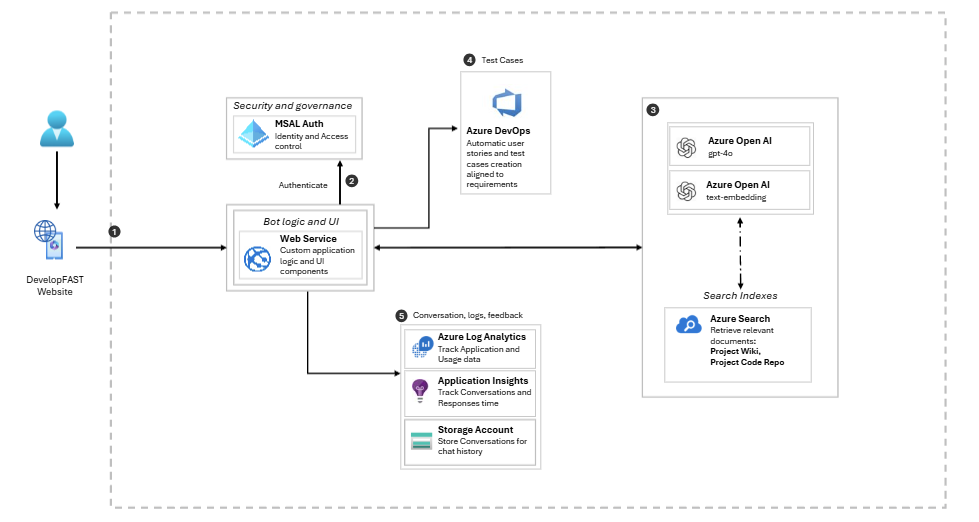 4 Test Cases
Azure DevOps
Automatic user
stories and test
cases creation
aligned to
requirements
Security and governance
MSAL Auth
Identity and Access
control
Authenticate
2
3
Azure Open AI
gpt-4o
Azure Open AI
text-embedding
1
Bot logic and UI
Web Service
Custom application
logic and UI
components
DevelopFAST
Website
Search Indexes
Azure Search
Retrieve relevant
documents:
Project Wiki,
Project Code Repo
5 Conversation, logs, feedback
Azure Log Analytics
Track Application and
Usage data
Application Insights
Track Conversations and
Responses time
Storage Account
Store Conversations for
chat history